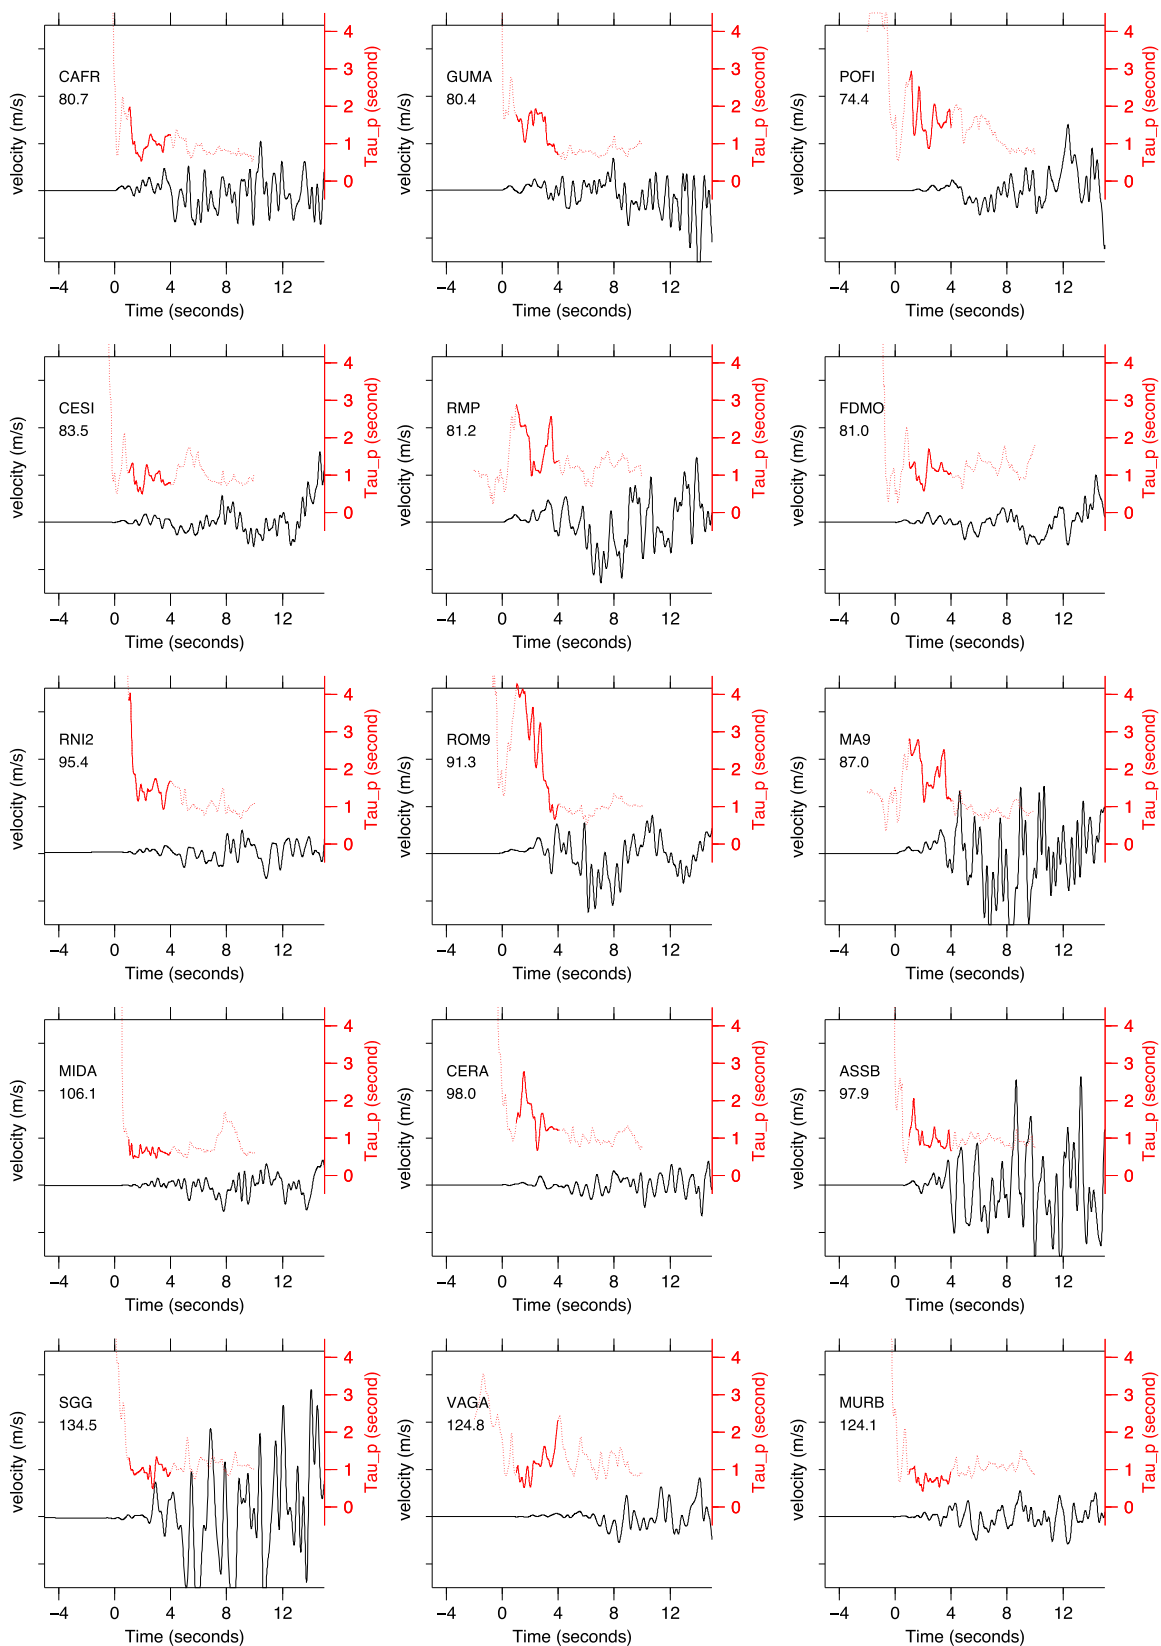 velocity (m/s)
CAFR
80.7
4
3
2
1
0
Tau_p (second)
−4 0 4 8 12
Time (seconds)
velocity (m/s)
GUMA
80.4
4
3
2
1
0
Tau_p (second)
−4 0 4 8 12
Time (seconds)
velocity (m/s)
POFI
74.4
4
3
2
1
0
Tau_p (second)
−4 0 4 8 12
Time (seconds)
velocity (m/s)
CESI
83.5
4
3
2
1
0
Tau_p (second)
−4 0 4 8 12
Time (seconds)
velocity (m/s)
RMP
81.2
4
3
2
1
0
Tau_p (second)
−4 0 4 8 12
Time (seconds)
velocity (m/s)
FDMO
81.0
4
3
2
1
0
Tau_p (second)
−4 0 4 8 12
Time (seconds)
velocity (m/s)
RNI2
95.4
4
3
2
1
0
Tau_p (second)
−4 0 4 8 12
Time (seconds)
velocity (m/s)
ROM9
91.3
4
3
2
1
0
Tau_p (second)
−4 0 4 8 12
Time (seconds)
velocity (m/s)
MA9
87.0
4
3
2
1
0
Tau_p (second)
−4 0 4 8 12
Time (seconds)
velocity (m/s)
MIDA
106.1
4
3
2
1
0
Tau_p (second)
−4 0 4 8 12
Time (seconds)
velocity (m/s)
CERA
98.0
4
3
2
1
0
Tau_p (second)
−4 0 4 8 12
Time (seconds)
velocity (m/s)
ASSB
97.9
4
3
2
1
0
Tau_p (second)
−4 0 4 8 12
Time (seconds)
velocity (m/s)
SGG
134.5
4
3
2
1
0
Tau_p (second)
−4 0 4 8 12
Time (seconds)
velocity (m/s)
VAGA
124.8
4
3
2
1
0
Tau_p (second)
−4 0 4 8 12
Time (seconds)
velocity (m/s)
MURB
124.1
4
3
2
1
0
Tau_p (second)
−4 0 4 8 12
Time (seconds)